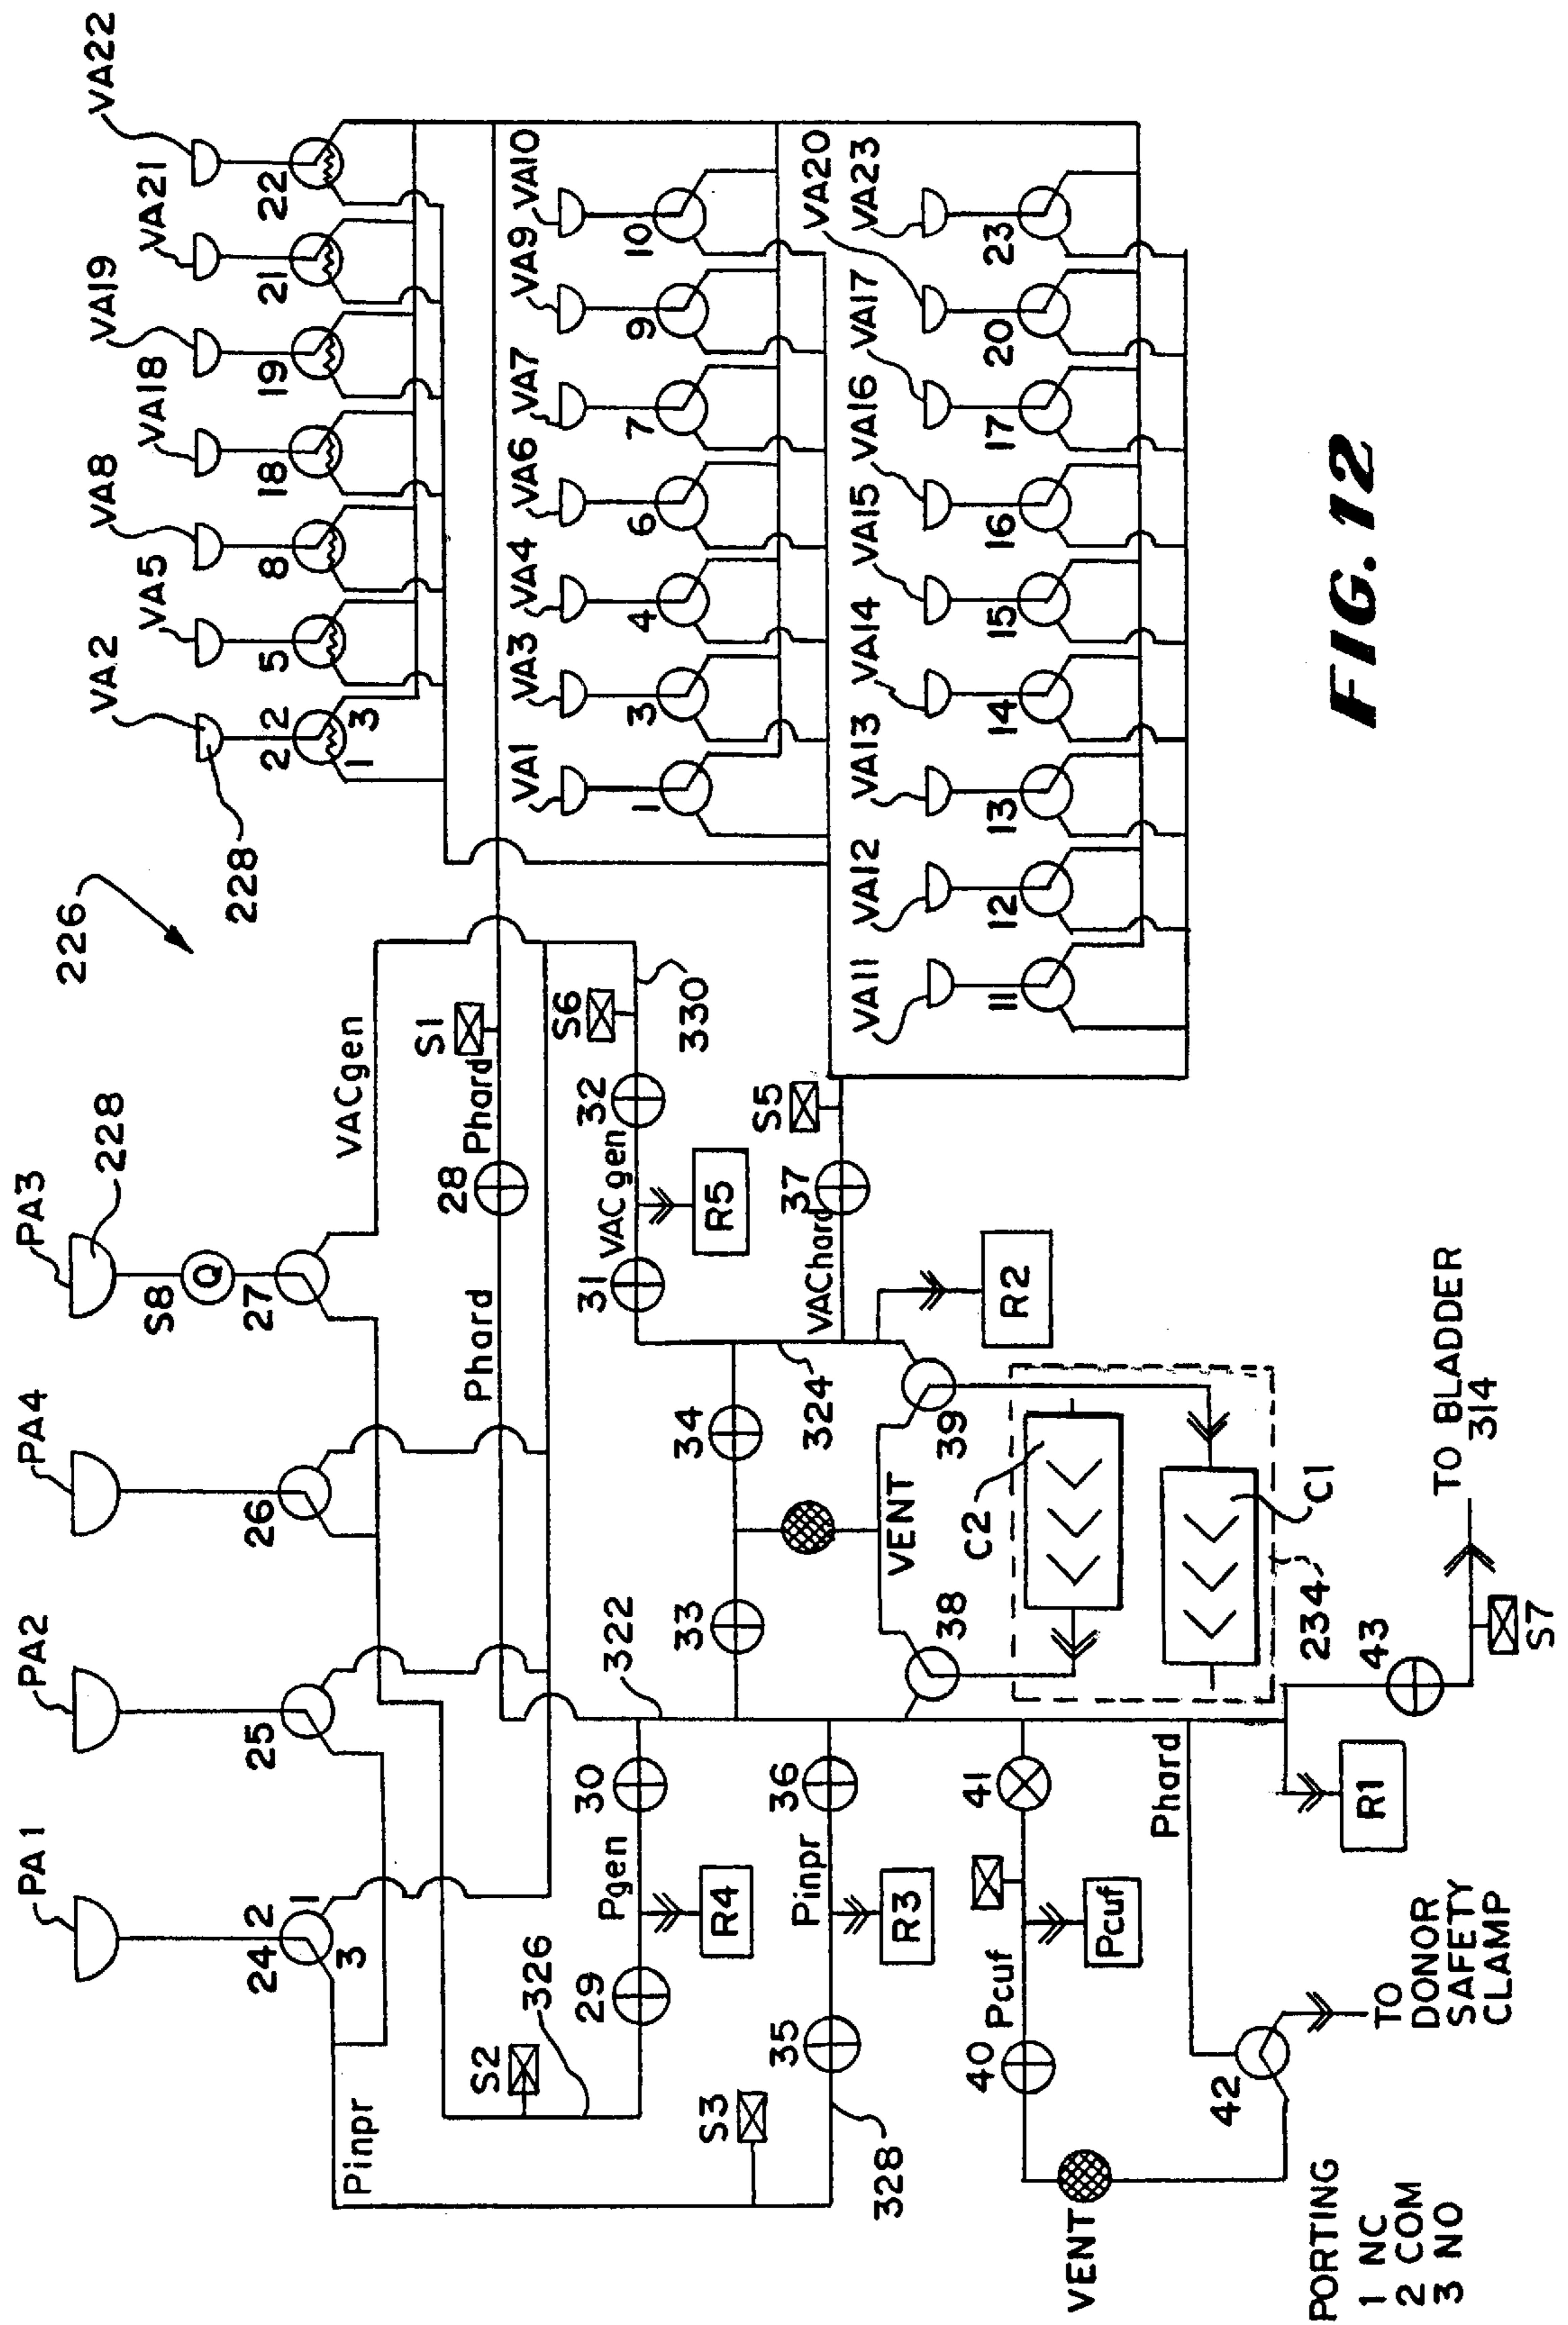 226
PA1
PA2
PA4
PA3
228
24
2
1
3
25
26
S8
Q
27
VACgen
228
VA2
VA5
VA8
VA18
VA19
VA21
VA22
2
2
1
3
5
8
18
19
21
22
Pinpr
Phard
28
Phard
S1
S2
326
29
Pgen
R4
30
322
31
VACgen
R5
32
S6
330
VA1
VA3
VA4
VA6
VA7
VA9
VA10
1
3
4
6
7
9
10
S3
328
35
Pinpr
R3
36
33
34
324
VENT
VAChard
37
S5
R2
VA11
VA12
VA13
VA14
VA15
VA16
VA17
VA20
VA23
11
12
13
14
15
16
17
20
23
40
Pcuf
Pcuf
41
38
39
C2
C1
234
VENT
42
Phard
TO
DONOR
SAFETY
CLAMP
R1
43
S7
TO BLADDER
314
PORTING
1 NC
2 COM
3 NO
FIG. 12